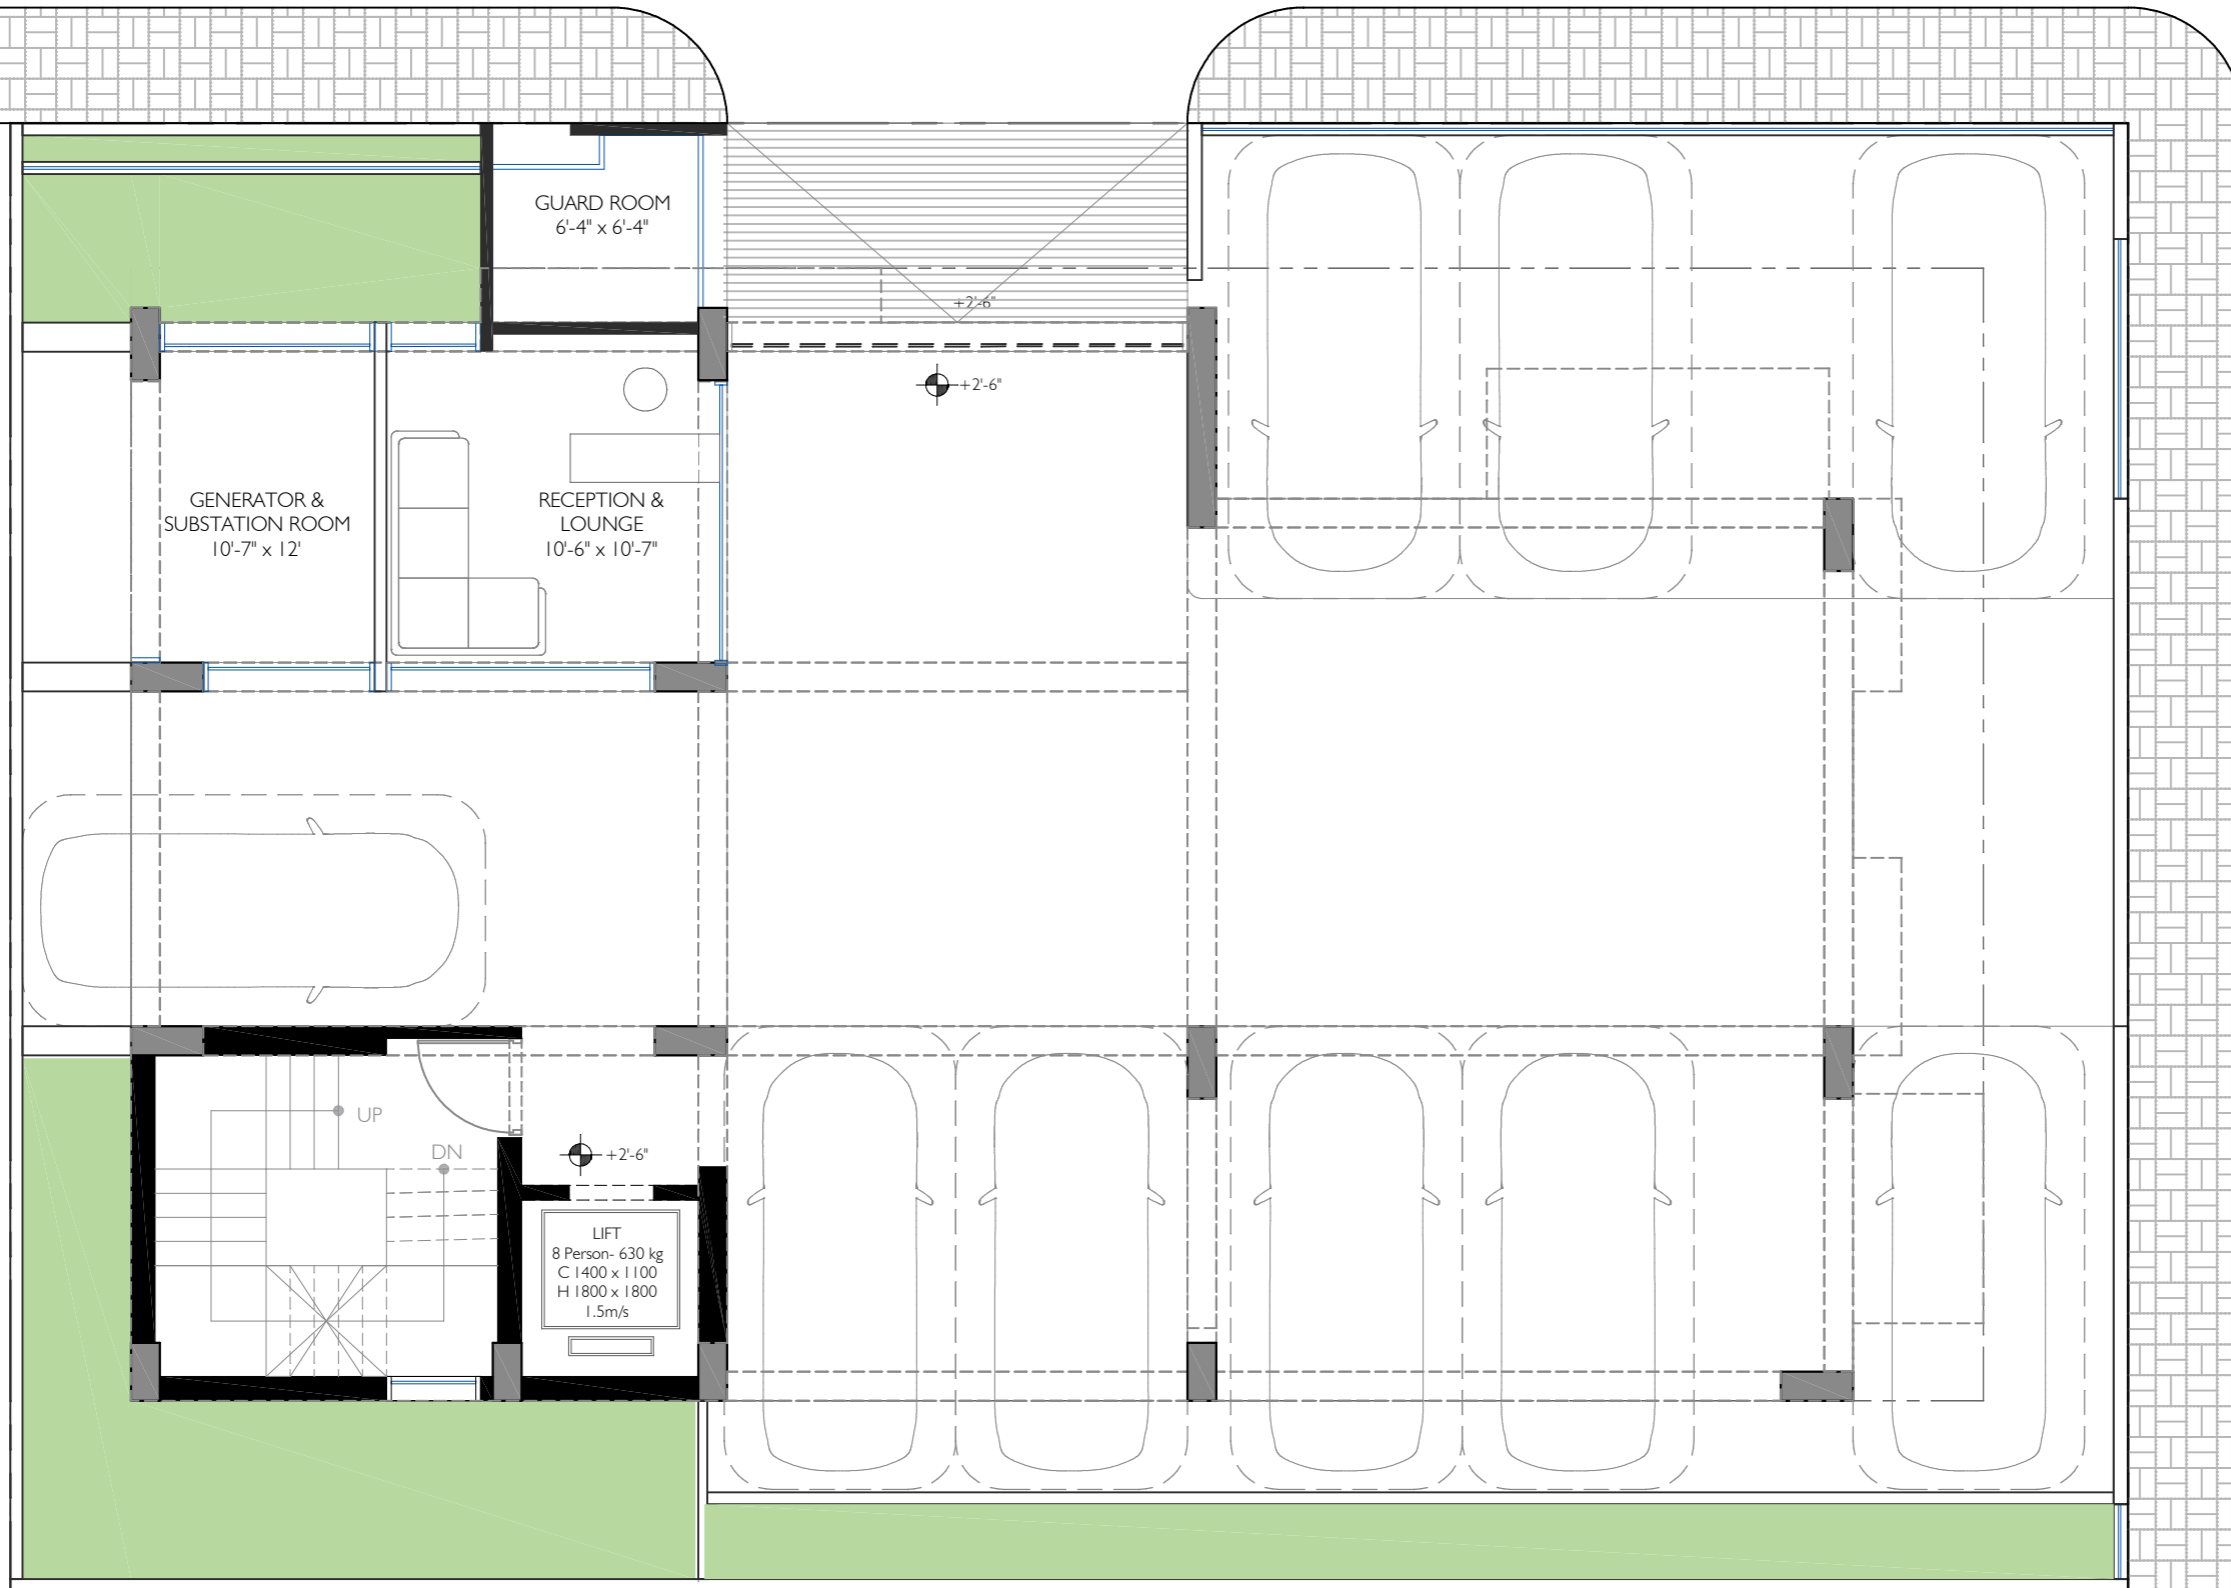 GUARD ROOM
6'-4" x 6'-4"
+2'-6"
+2'-6"
GENERATOR &
SUBSTATION ROOM
10'-7" x 12'
RECEPTION &
LOUNGE
10'-6" x 10'-7"
UP
DN
+2'-6"
LIFT
8 Person- 630 kg
C 1400 x 1100
H 1800 x 1800
1.5m/s